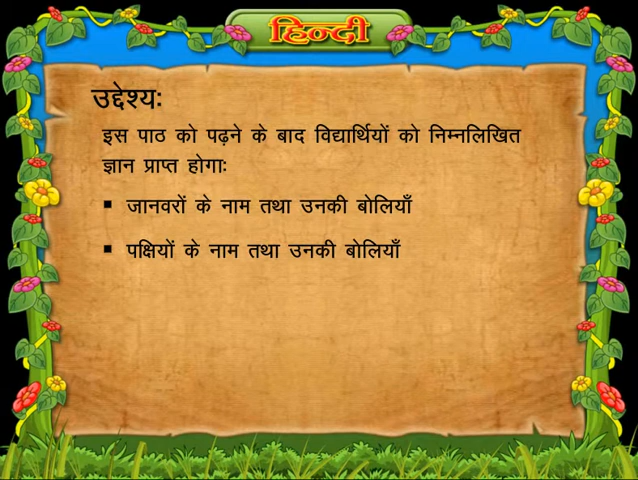 हिन्दी
उद्देश्यः
इस पाठ को पढ़ने के बाद विद्यार्थियों को निम्नलिखित
ज्ञान प्राप्त होगाः
▪ जानवरों के नाम तथा उनकी बोलियाँ
▪ पक्षियों के नाम तथा उनकी बोलियाँ